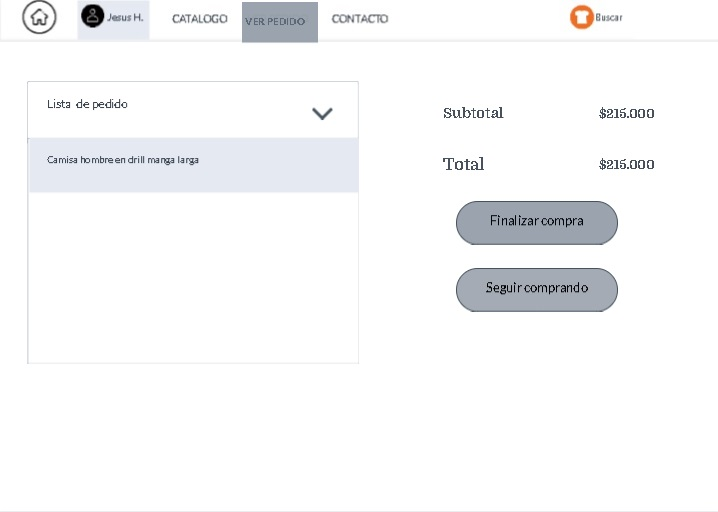 Jesus H.
CATALOGO
VER PEDIDO
CONTACTO
Buscar
Lista de pedido
Camisa hombre en drill manga larga
Subtotal $215.000
Total $215.000
Finalizar compra
Seguir comprando